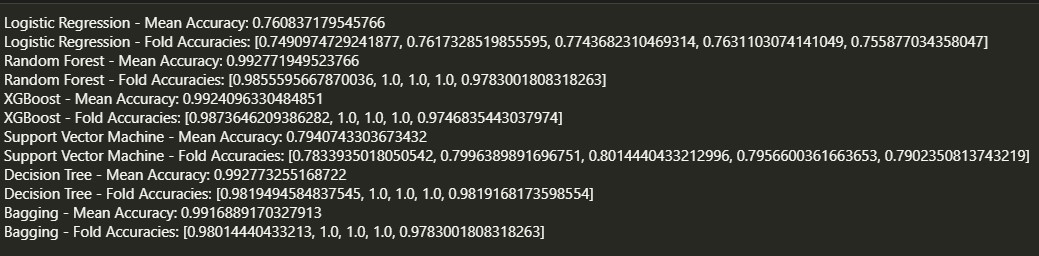 Logistic Regression - Mean Accuracy: 0.760837179545766
Logistic Regression - Fold Accuracies: [0.7490974729241877, 0.7617328519855595, 0.7743682310469314, 0.7631103074141049, 0.755877034358047]
Random Forest - Mean Accuracy: 0.992771949523766
Random Forest - Fold Accuracies: [0.9855595667870036, 1.0, 1.0, 1.0, 0.9783001808318263]
XGBoost - Mean Accuracy: 0.9924096330484851
XGBoost - Fold Accuracies: [0.9873646209386282, 1.0, 1.0, 1.0, 0.9746835443037974]
Support Vector Machine - Mean Accuracy: 0.7940743303673432
Support Vector Machine - Fold Accuracies: [0.7833935018050542, 0.7996389891696751, 0.8014440433212996, 0.7956600361663653, 0.7902350813743219]
Decision Tree - Mean Accuracy: 0.992773255168722
Decision Tree - Fold Accuracies: [0.9819494584837545, 1.0, 1.0, 1.0, 0.9819168173598554]
Bagging - Mean Accuracy: 0.9916889170327913
Bagging - Fold Accuracies: [0.98014440433213, 1.0, 1.0, 1.0, 0.9783001808318263]